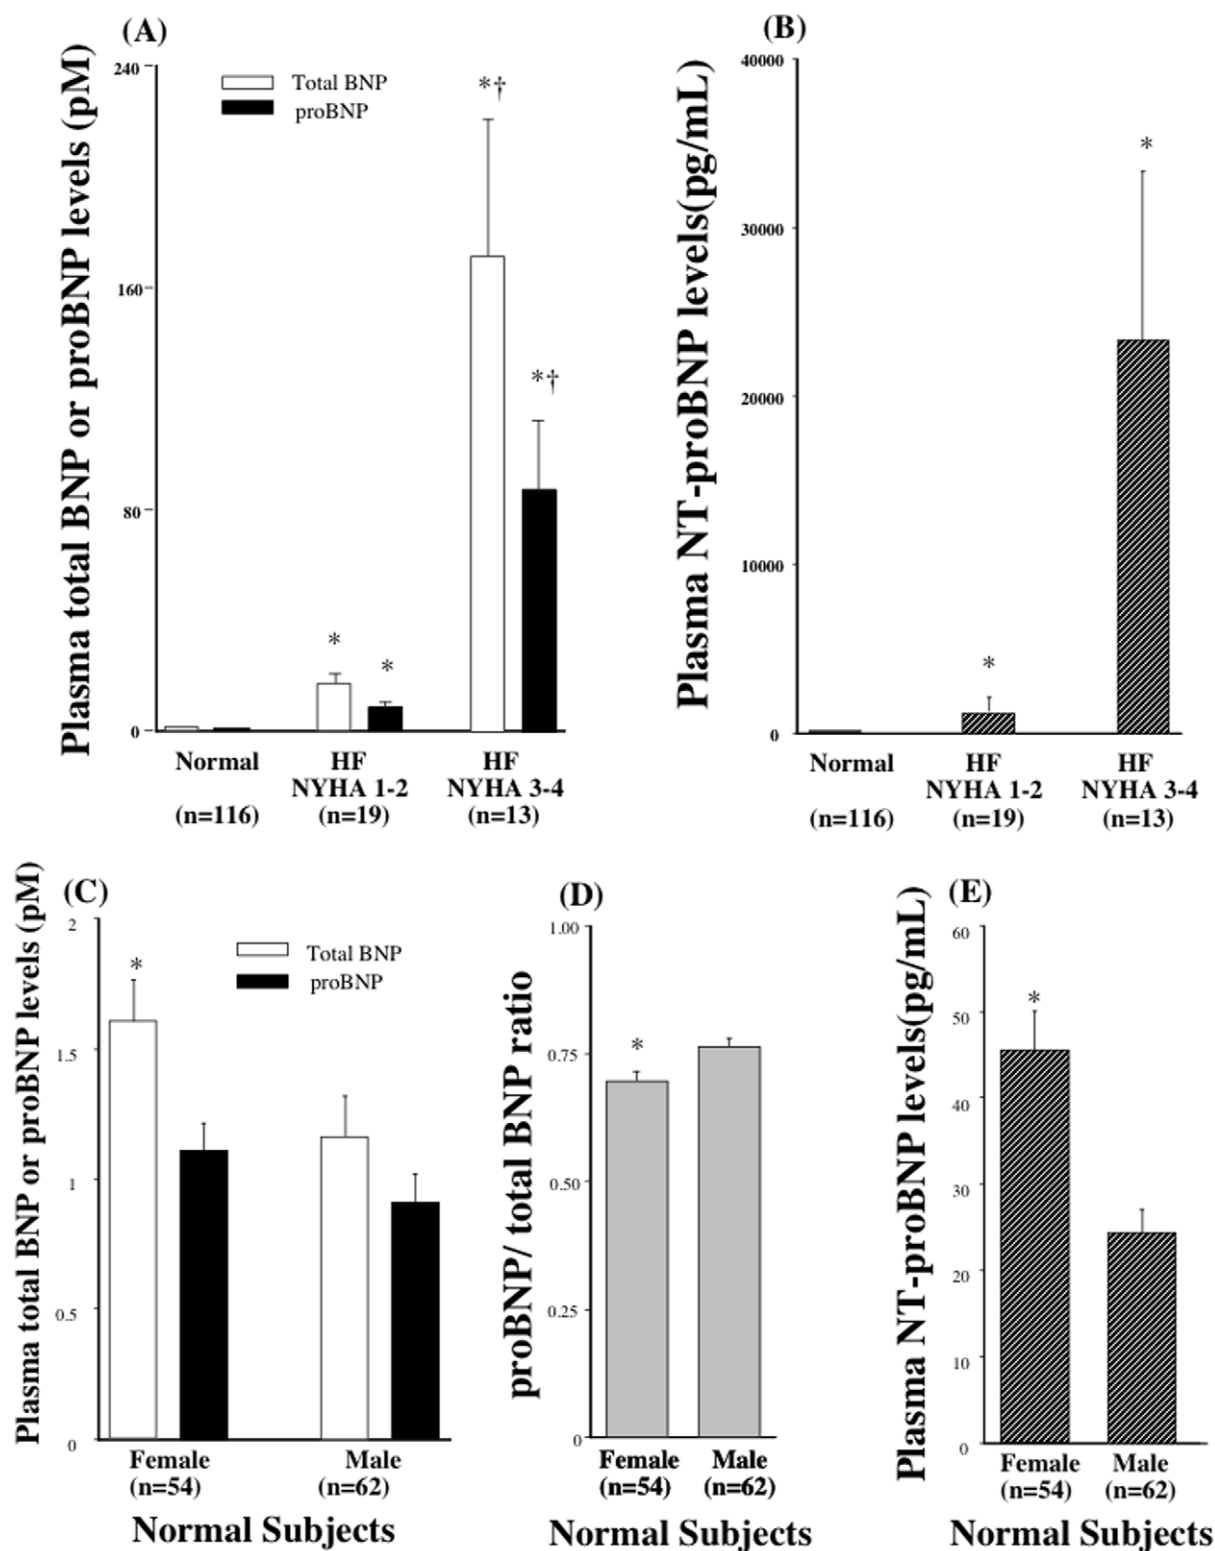 (A)
Plasma total BNP or proBNP levels (pM)
240
160
80
0
Total BNP
proBNP
*†
*†
*
*
Normal
(n=116)
HF
NYHA 1-2
(n=19)
HF
NYHA 3-4
(n=13)
(B)
Plasma NT-proBNP levels(pg/mL)
40000
30000
20000
10000
0
*
*
Normal
(n=116)
HF
NYHA 1-2
(n=19)
HF
NYHA 3-4
(n=13)
(C)
Plasma total BNP or proBNP levels (pM)
2
1.5
1
0.5
0
Total BNP
proBNP
*
Female
(n=54)
Male
(n=62)
Normal Subjects
(D)
proBNP/ total BNP ratio
1.00
0.75
0.50
0.25
0
*
Female
(n=54)
Male
(n=62)
Normal Subjects
(E)
Plasma NT-proBNP levels(pg/mL)
60
50
40
30
20
10
0
*
Female
(n=54)
Male
(n=62)
Normal Subjects